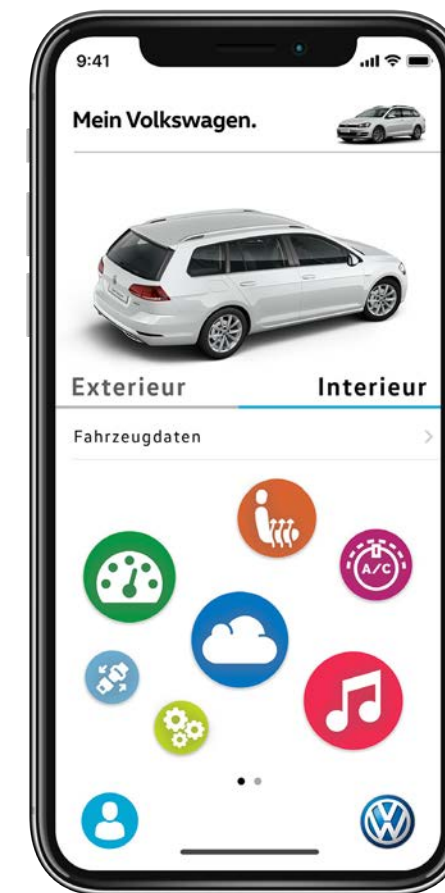 9:41
Mein Volkswagen.
Exterieur
Interieur
Fahrzeugdaten
A/C